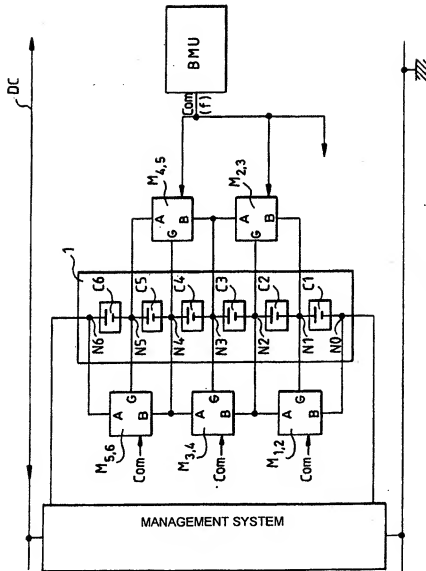 DC
BMU
Com
(f)
M4,5
M2,3
A
G
B
A
G
B
1
C6
C5
C4
C3
C2
C1
N6
N5
N4
N3
N2
N1
N0
A
G
B
A
G
B
A
G
B
M5,6
M3,4
M1,2
Com
Com
Com
MANAGEMENT SYSTEM